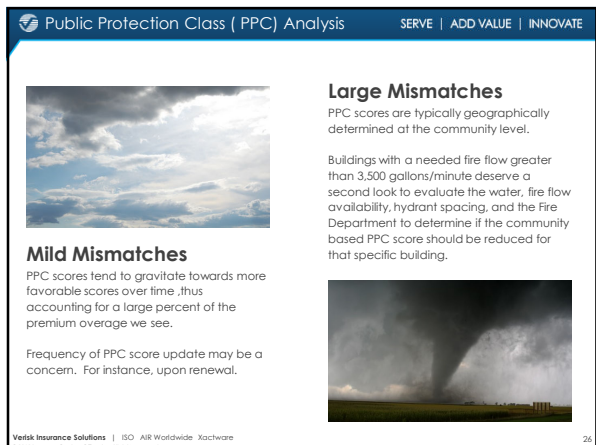 Public Protection Class ( PPC) Analysis
SERVE | ADD VALUE | INNOVATE
Mild Mismatches
PPC scores tend to gravitate towards more
favorable scores over time ,thus
accounting for a large percent of the
premium overage we see.
Frequency of PPC score update may be a
concern. For instance, upon renewal.
Large Mismatches
PPC scores are typically geographically
determined at the community level.
Buildings with a needed fire flow greater
than 3,500 gallons/minute deserve a
second look to evaluate the water, fire flow
availability, hydrant spacing, and the Fire
Department to determine if the community
based PPC score should be reduced for
that specific building.
Verisk Insurance Solutions | ISO AIR Worldwide Xactware
26